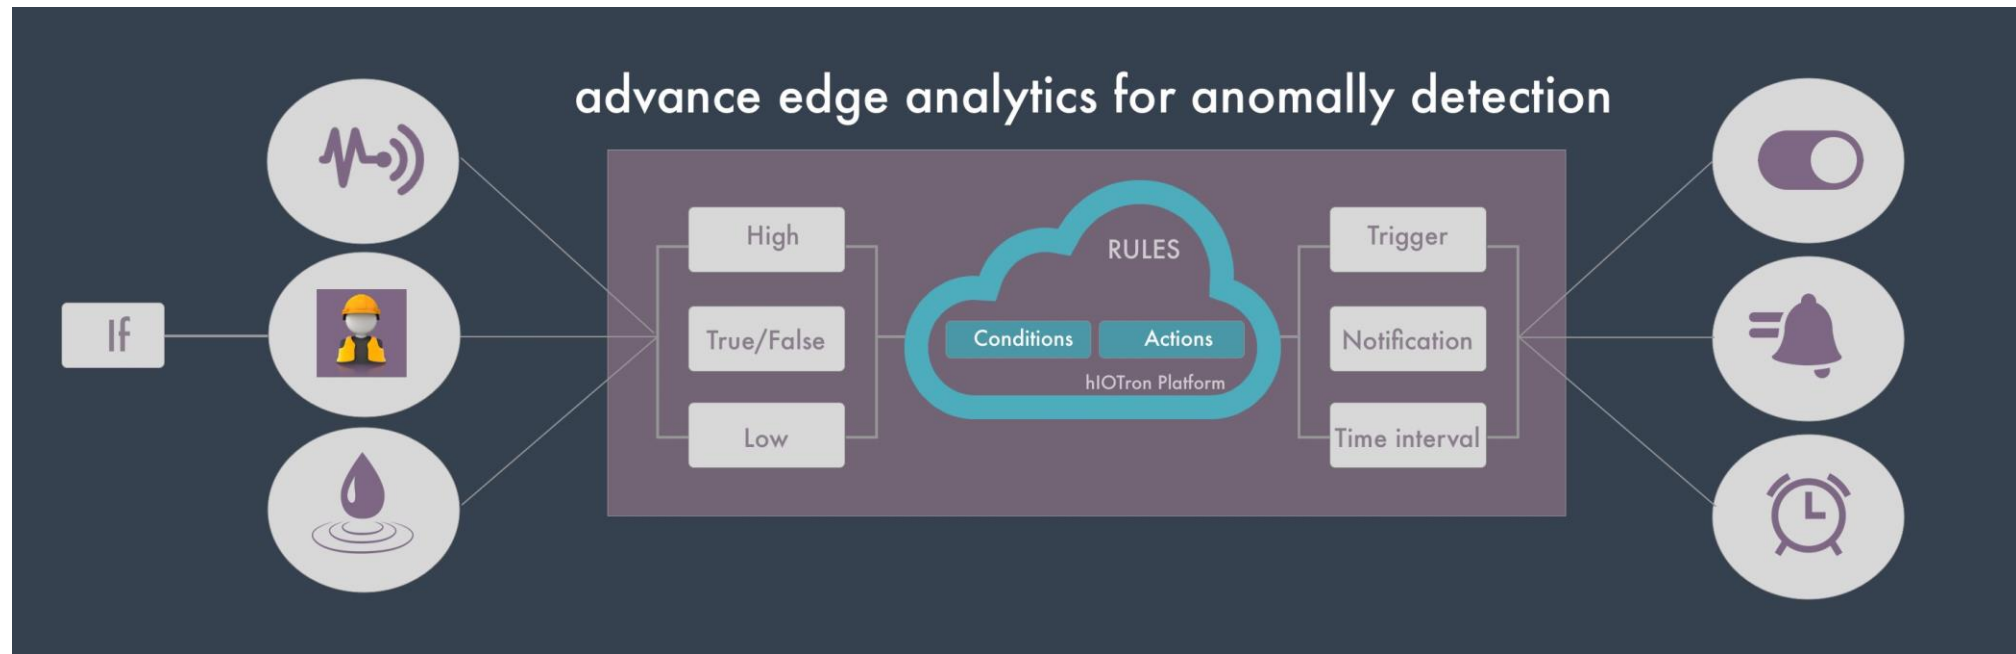 advance edge analytics for anomally detection
If
High
True/False
Low
RULES
Conditions
Actions
hIOTron Platform
Trigger
Notification
Time interval